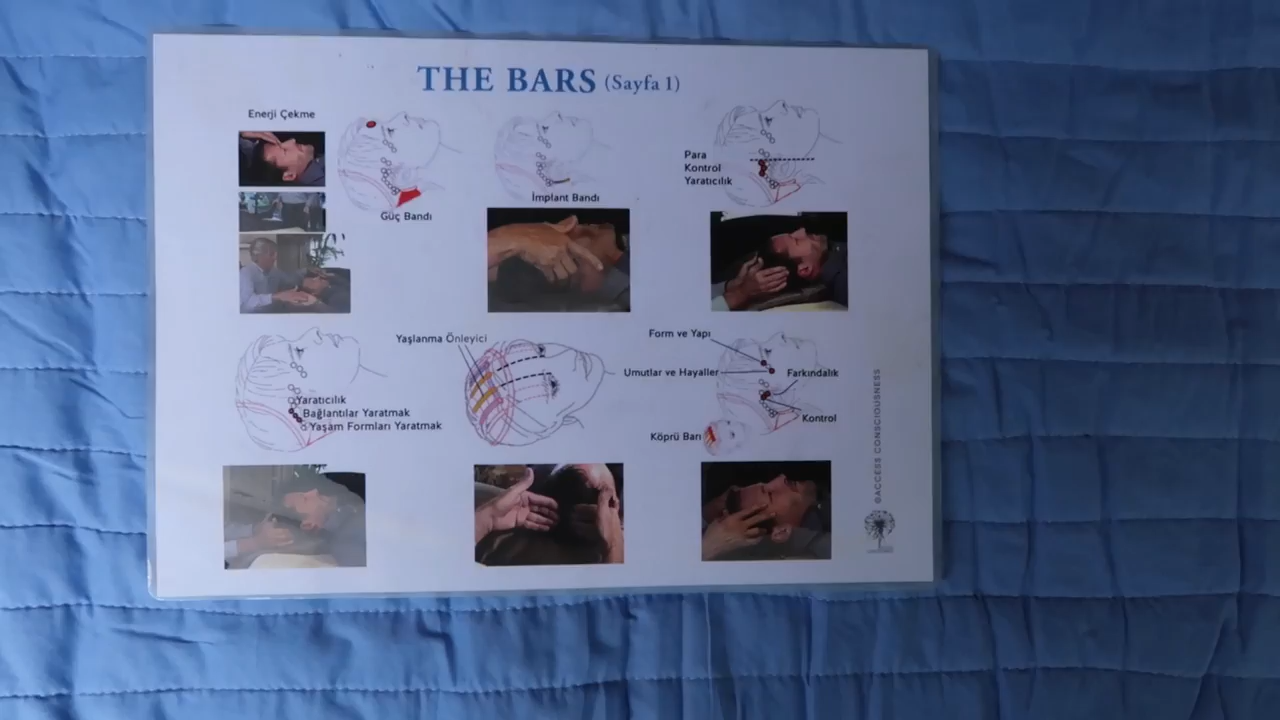 THE BARS (Sayfa 1)
Enerji Çekme
Güç Bandı
İmplant Bandı
Para
Kontrol
Yaratıcılık
Yaratıcılık
Bağlantılar Yaratmak
Yaşam Formları Yaratmak
Yaşlanma Önleyici
Form ve Yapı
Umutlar ve Hayaller
Farkındalık
Kontrol
Köprü Barı
©ACCESS CONSCIOUSNESS